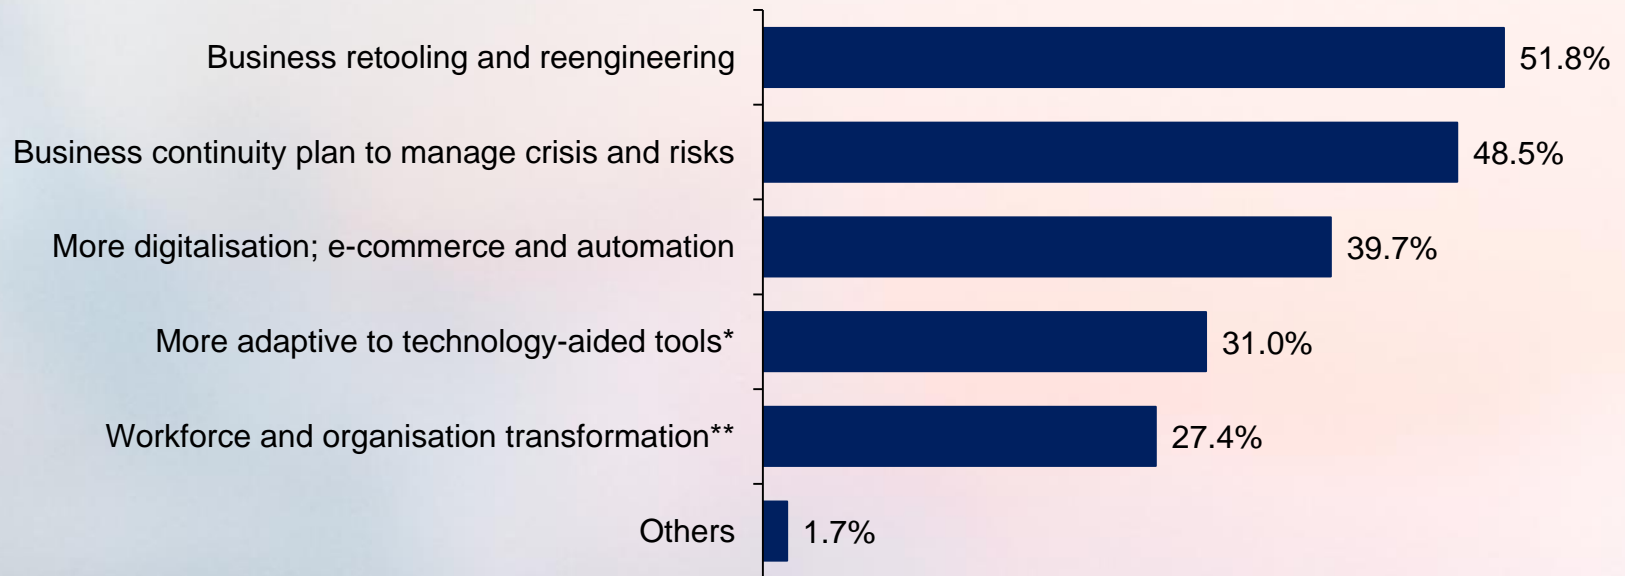 Business retooling and reengineering 51.8%
Business continuity plan to manage crisis and risks 48.5%
More digitalisation; e-commerce and automation 39.7%
More adaptive to technology-aided tools* 31.0%
Workforce and organisation transformation** 27.4%
Others 1.7%